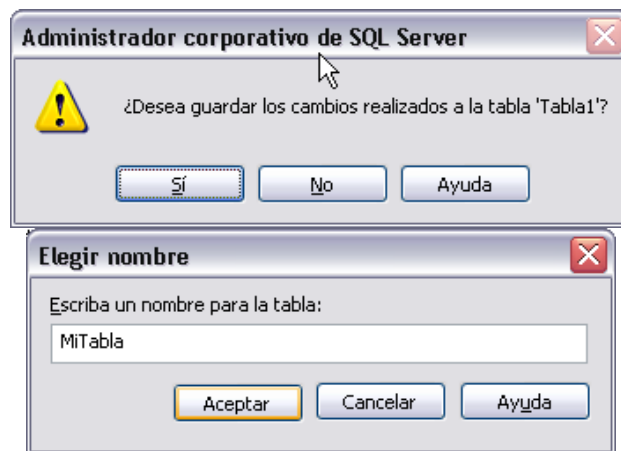 Administrador corporativo de SQL Server
¿Desea guardar los cambios realizados a la tabla 'Tabla1'?
Sí No Ayuda
Elegir nombre
Escriba un nombre para la tabla:
MiTabla
Aceptar Cancelar Ayuda